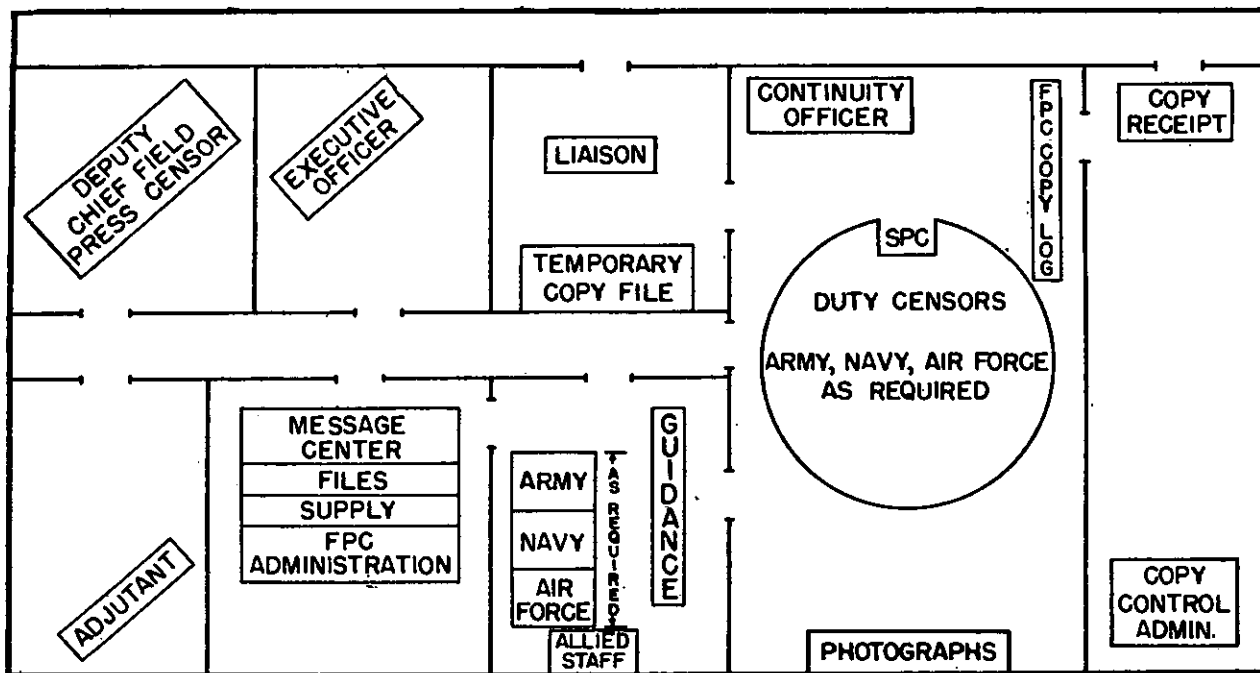 DEPUTY
CHIEF FIELD
PRESS CENSOR
EXECUTIVE
OFFICER
LIAISON
TEMPORARY
COPY FILE
CONTINUITY
OFFICER
FPC COPY LOG
COPY
RECEIPT
SPC
DUTY CENSORS
ARMY, NAVY, AIR FORCE
AS REQUIRED
ADJUTANT
MESSAGE
CENTER
FILES
SUPPLY
FPC
ADMINISTRATION
ARMY
NAVY
AIR
FORCE
AS REQUIRED
ALLIED
STAFF
GUIDANCE
PHOTOGRAPHS
COPY
CONTROL
ADMIN.